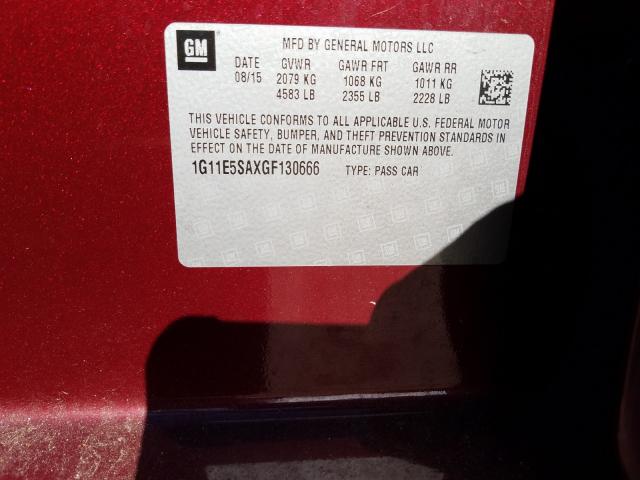 GM
MFD BY GENERAL MOTORS LLC
DATE GVWR GAWR FRT GAWR RR
08/15 2079 KG 1068 KG 1011 KG
4583 LB 2355 LB 2228 LB
THIS VEHICLE CONFORMS TO ALL APPLICABLE U.S. FEDERAL MOTOR
VEHICLE SAFETY, BUMPER, AND THEFT PREVENTION STANDARDS IN
EFFECT ON THE DATE OF MANUFACTURE SHOWN ABOVE.
1G11E5SAXGF130666 TYPE: PASS CAR